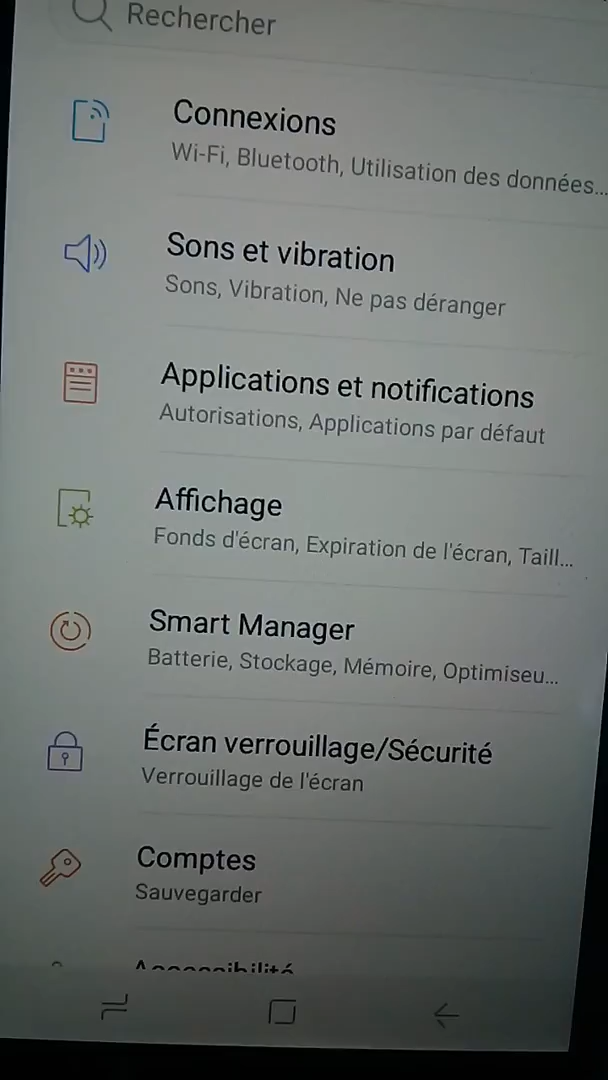 Rechercher
Connexions
Wi-Fi, Bluetooth, Utilisation des données...
Sons et vibration
Sons, Vibration, Ne pas déranger
Applications et notifications
Autorisations, Applications par défaut
Affichage
Fonds d'écran, Expiration de l'écran, Taill...
Smart Manager
Batterie, Stockage, Mémoire, Optimiseu...
Écran verrouillage/Sécurité
Verrouillage de l'écran
Comptes
Sauvegarder
Accessibilité